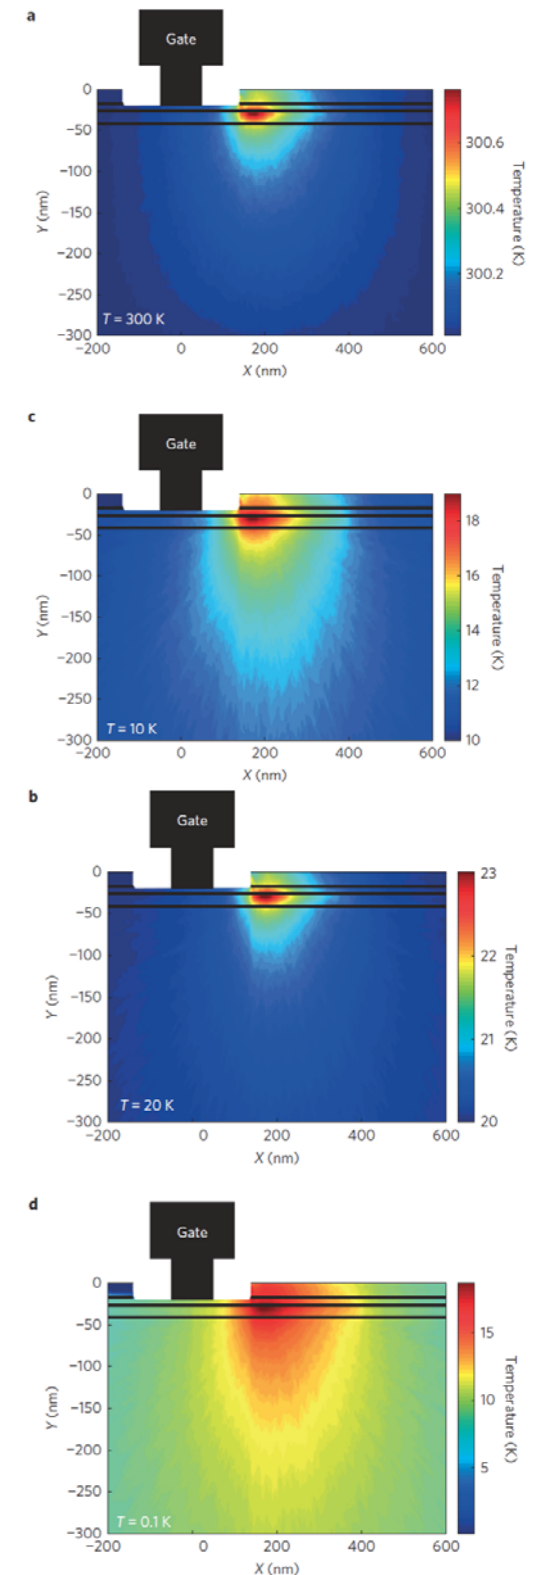 a
Gate
0
−50
−100
−150
−200
−250
−300
Y (nm)
T = 300 K
−200 0 200 400 600
X (nm)
300.6
300.4
300.2
Temperature (K)
c
Gate
0
−50
−100
−150
−200
−250
−300
Y (nm)
T = 10 K
−200 0 200 400 600
X (nm)
18
16
14
12
10
Temperature (K)
b
Gate
0
−50
−100
−150
−200
−250
−300
Y (nm)
T = 20 K
−200 0 200 400 600
X (nm)
23
22
21
20
Temperature (K)
d
Gate
0
−50
−100
−150
−200
−250
−300
Y (nm)
T = 0.1 K
−200 0 200 400 600
X (nm)
15
10
5
Temperature (K)